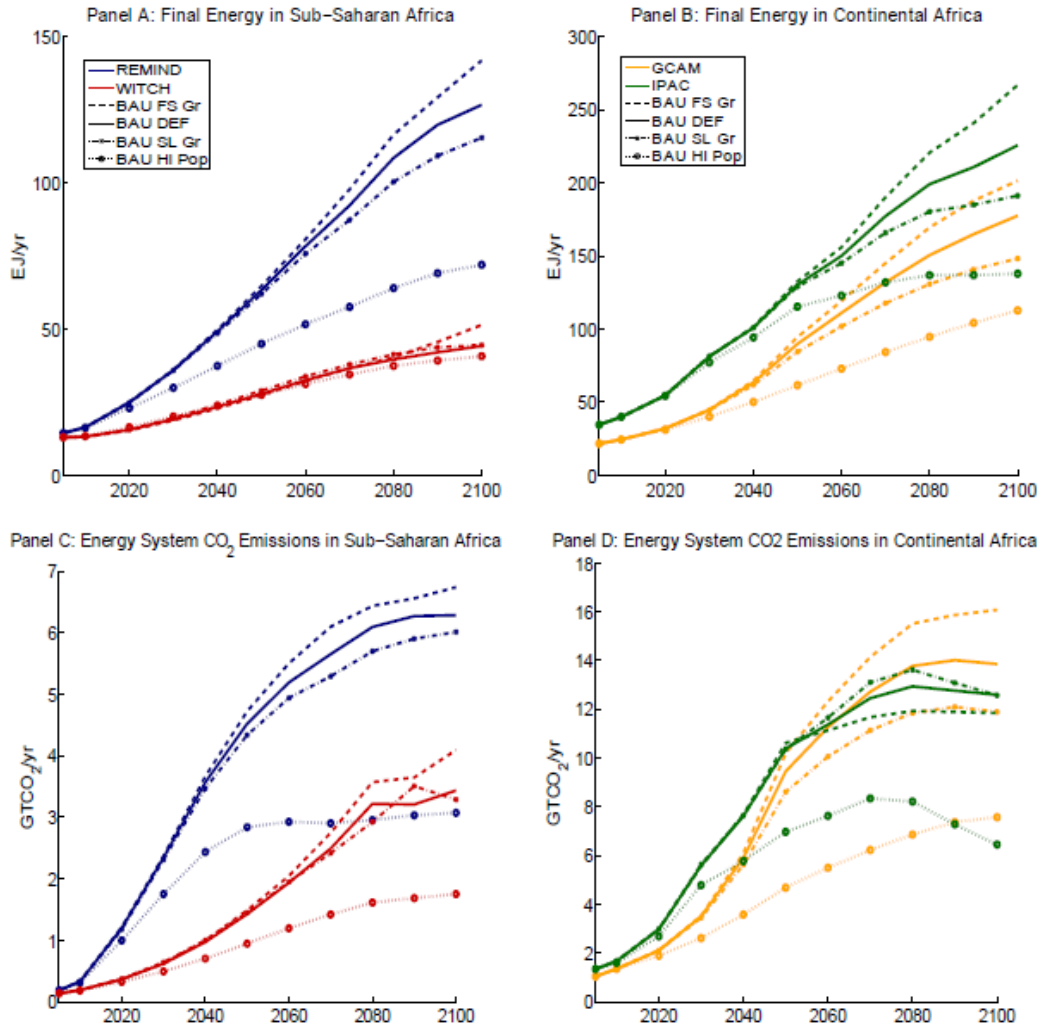 Panel A: Final Energy in Sub-Saharan Africa
150
100
50
0
EJ/yr
REMIND
WITCH
BAU FS Gr
BAU DEF
BAU SL Gr
BAU HI Pop
2020 2040 2060 2080 2100
Panel B: Final Energy in Continental Africa
300
250
200
150
100
50
0
EJ/yr
GCAM
IPAC
BAU FS Gr
BAU DEF
BAU SL Gr
BAU HI Pop
2020 2040 2060 2080 2100
Panel C: Energy System CO2 Emissions in Sub-Saharan Africa
7
6
5
4
3
2
1
0
GTCO2/yr
2020 2040 2060 2080 2100
Panel D: Energy System CO2 Emissions in Continental Africa
18
16
14
12
10
8
6
4
2
0
GTCO2/yr
2020 2040 2060 2080 2100